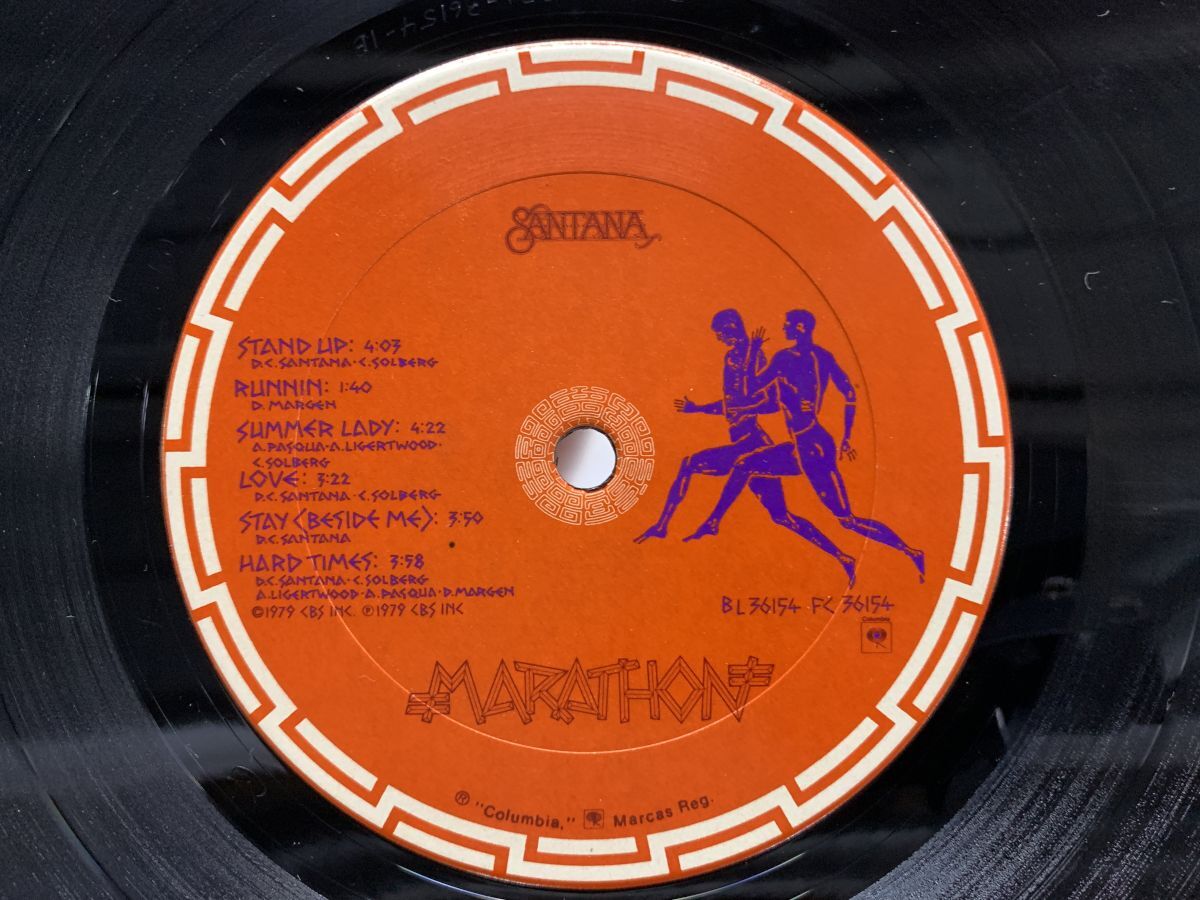 SANTANA
STAND UP: 4:03
D.C. SANTANA · C. SOLBERG
RUNNIN: 1:40
D. MARGEN
SUMMER LADY: 4:22
A. PASQUA · A. LIGERTWOOD ·
C. SOLBERG
LOVE: 3:22
D.C. SANTANA · C. SOLBERG
STAY (BESIDE ME): 3:50
D.C. SANTANA
HARD TIMES: 3:58
D.C. SANTANA · C. SOLBERG
A. LIGERTWOOD · A. PASQUA · D. MARGEN
©1979 CBS INC. ℗1979 CBS INC
BL 36154 FC 36154
Columbia
MARATHON
® "Columbia," Marcas Reg.